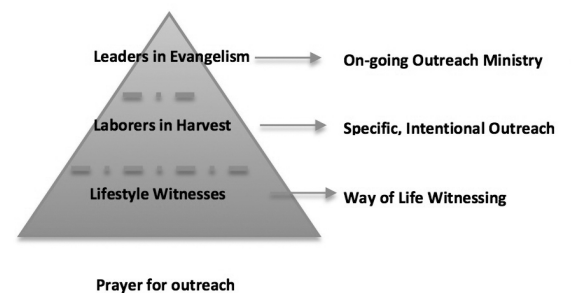 Leaders in Evangelism
On-going Outreach Ministry
Laborers in Harvest
Specific, Intentional Outreach
Lifestyle Witnesses
Way of Life Witnessing
Prayer for outreach